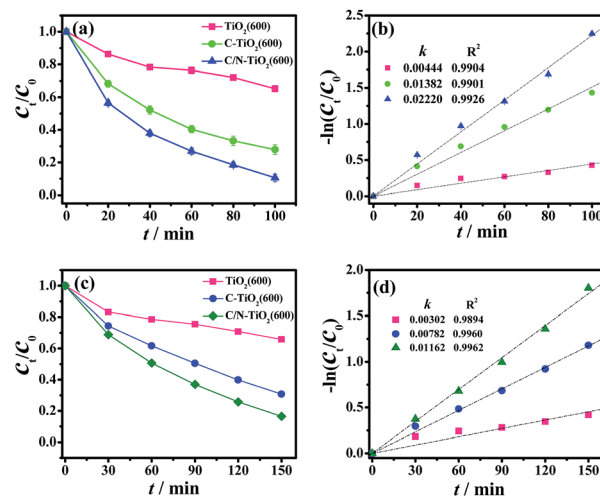 (a)
TiO2(600)
C-TiO2(600)
C/N-TiO2(600)
1.0
0.8
0.6
0.4
0.2
0.0
Ct/C0
0 20 40 60 80 100
t / min
(b)
k R²
0.00444 0.9904
0.01382 0.9901
0.02220 0.9926
2.5
2.0
1.5
1.0
0.5
0.0
-ln(Ct/C0)
0 20 40 60 80 100
t / min
(c)
TiO2(600)
C-TiO2(600)
C/N-TiO2(600)
1.0
0.8
0.6
0.4
0.2
0.0
Ct/C0
0 30 60 90 120 150
t / min
(d)
k R²
0.00302 0.9894
0.00782 0.9960
0.01162 0.9962
2.0
1.5
1.0
0.5
0.0
-ln(Ct/C0)
0 30 60 90 120 150
t / min